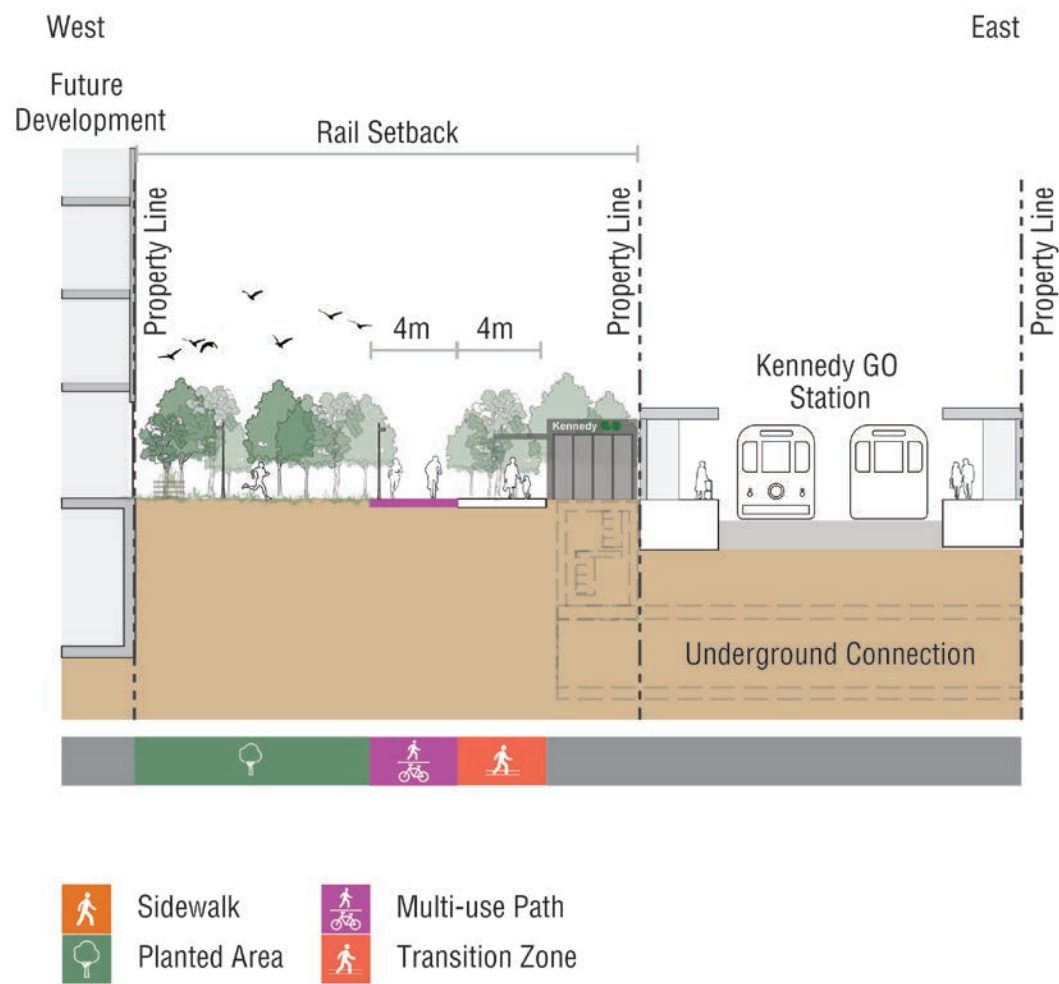 West
East
Future
Development
Rail Setback
Property Line
Property Line
Property Line
4m
4m
Kennedy GO
Station
Kennedy GO
Underground Connection
Sidewalk
Multi-use Path
Planted Area
Transition Zone